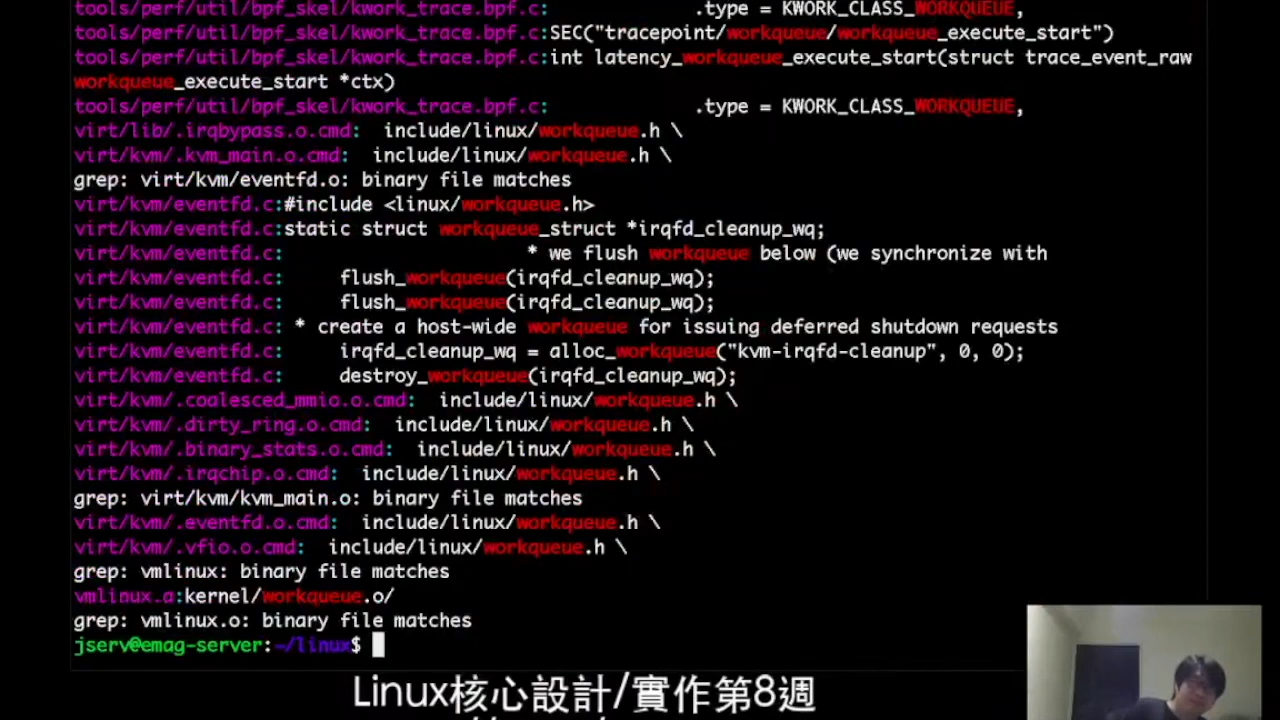 tools/perf/util/bpf_skel/kwork_trace.bpf.c: .type = KWORK_CLASS_WORKQUEUE,
tools/perf/util/bpf_skel/kwork_trace.bpf.c:SEC("tracepoint/workqueue/workqueue_execute_start")
tools/perf/util/bpf_skel/kwork_trace.bpf.c:int latency_workqueue_execute_start(struct trace_event_raw
workqueue_execute_start *ctx)
tools/perf/util/bpf_skel/kwork_trace.bpf.c: .type = KWORK_CLASS_WORKQUEUE,
virt/lib/.irqbypass.o.cmd: include/linux/workqueue.h \
virt/kvm/.kvm_main.o.cmd: include/linux/workqueue.h \
grep: virt/kvm/eventfd.o: binary file matches
virt/kvm/eventfd.c:#include <linux/workqueue.h>
virt/kvm/eventfd.c:static struct workqueue_struct *irqfd_cleanup_wq;
virt/kvm/eventfd.c: * we flush workqueue below (we synchronize with
virt/kvm/eventfd.c: flush_workqueue(irqfd_cleanup_wq);
virt/kvm/eventfd.c: flush_workqueue(irqfd_cleanup_wq);
virt/kvm/eventfd.c: * create a host-wide workqueue for issuing deferred shutdown requests
virt/kvm/eventfd.c: irqfd_cleanup_wq = alloc_workqueue("kvm-irqfd-cleanup", 0, 0);
virt/kvm/eventfd.c: destroy_workqueue(irqfd_cleanup_wq);
virt/kvm/.coalesced_mmio.o.cmd: include/linux/workqueue.h \
virt/kvm/.dirty_ring.o.cmd: include/linux/workqueue.h \
virt/kvm/.binary_stats.o.cmd: include/linux/workqueue.h \
virt/kvm/.irqchip.o.cmd: include/linux/workqueue.h \
grep: virt/kvm/kvm_main.o: binary file matches
virt/kvm/.eventfd.o.cmd: include/linux/workqueue.h \
virt/kvm/.vfio.o.cmd: include/linux/workqueue.h \
grep: vmlinux: binary file matches
vmlinux.a:kernel/workqueue.o/
grep: vmlinux.o: binary file matches
jserv@emag-server:~/linux$
Linux核心設計/實作第8週